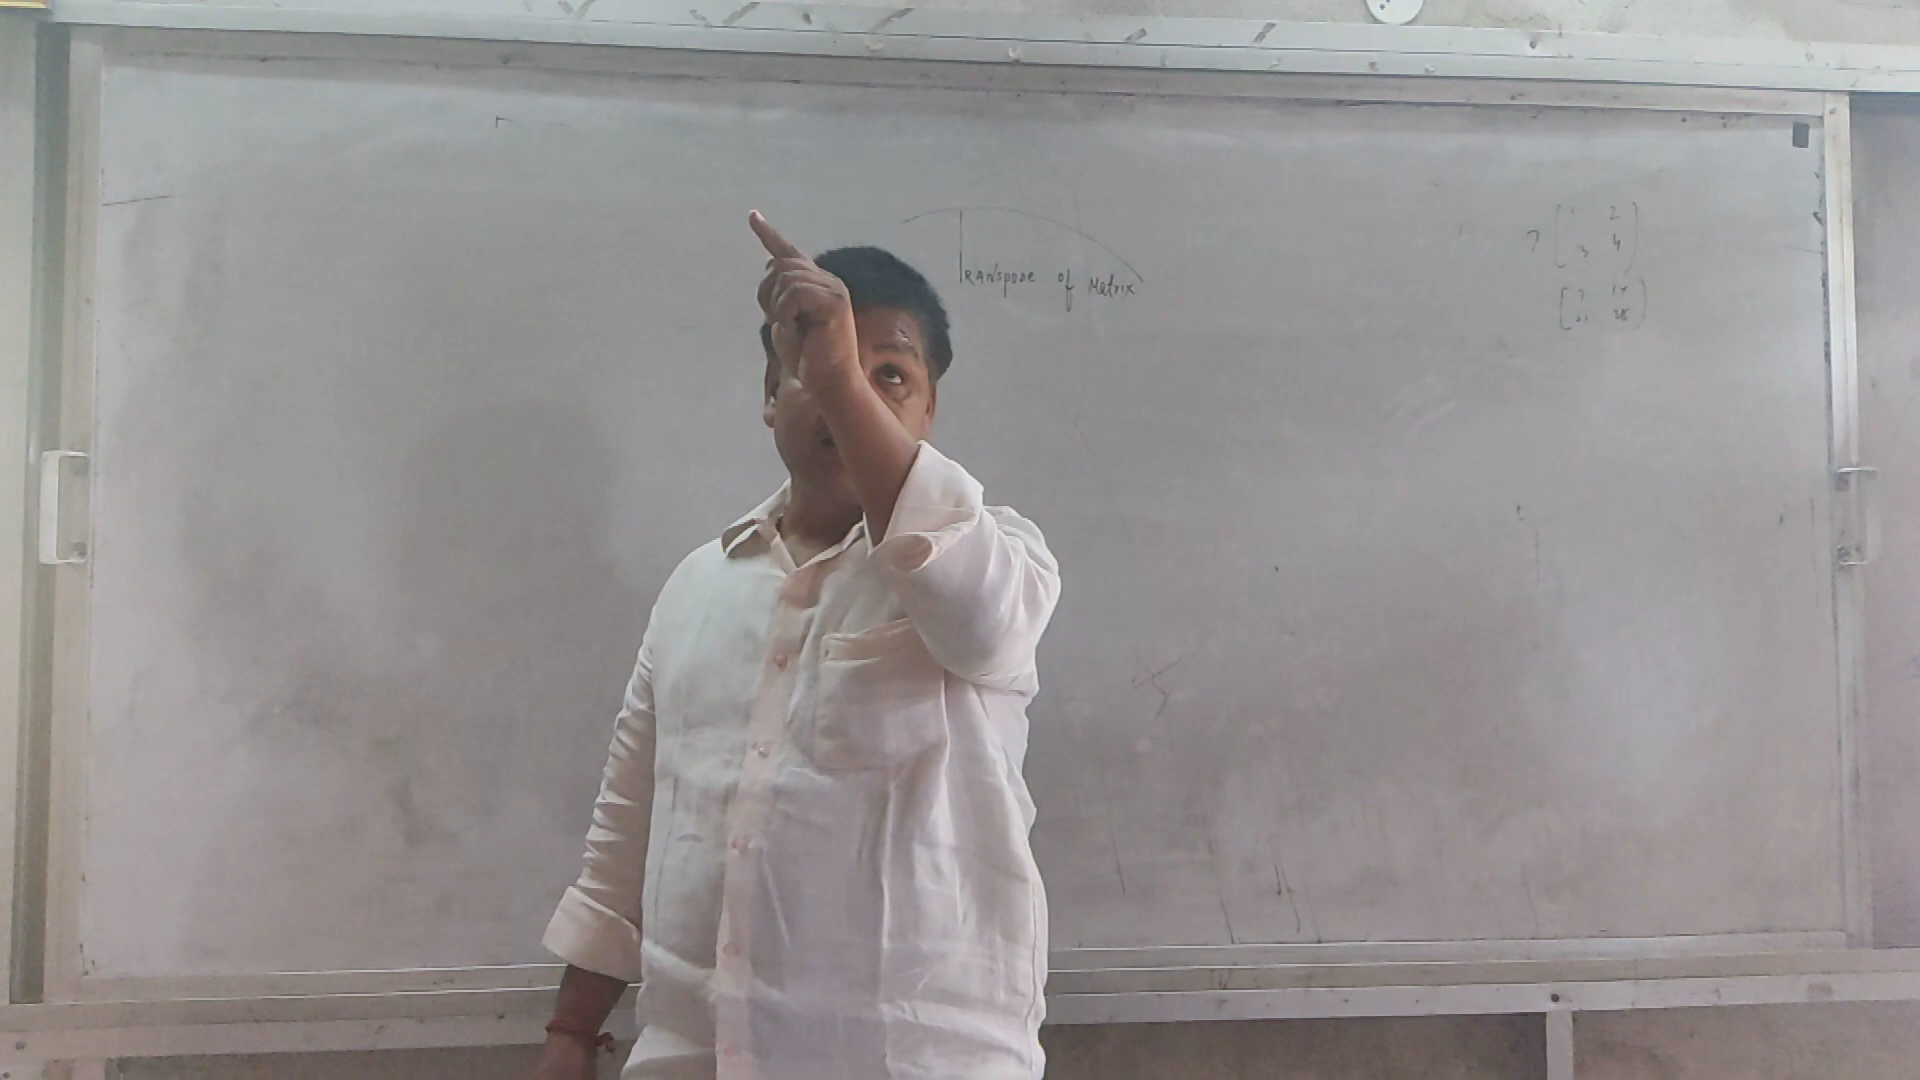 Transpose of Matrix
7 [ 1 2
3 4 ]
[ 7 14
21 28 ]